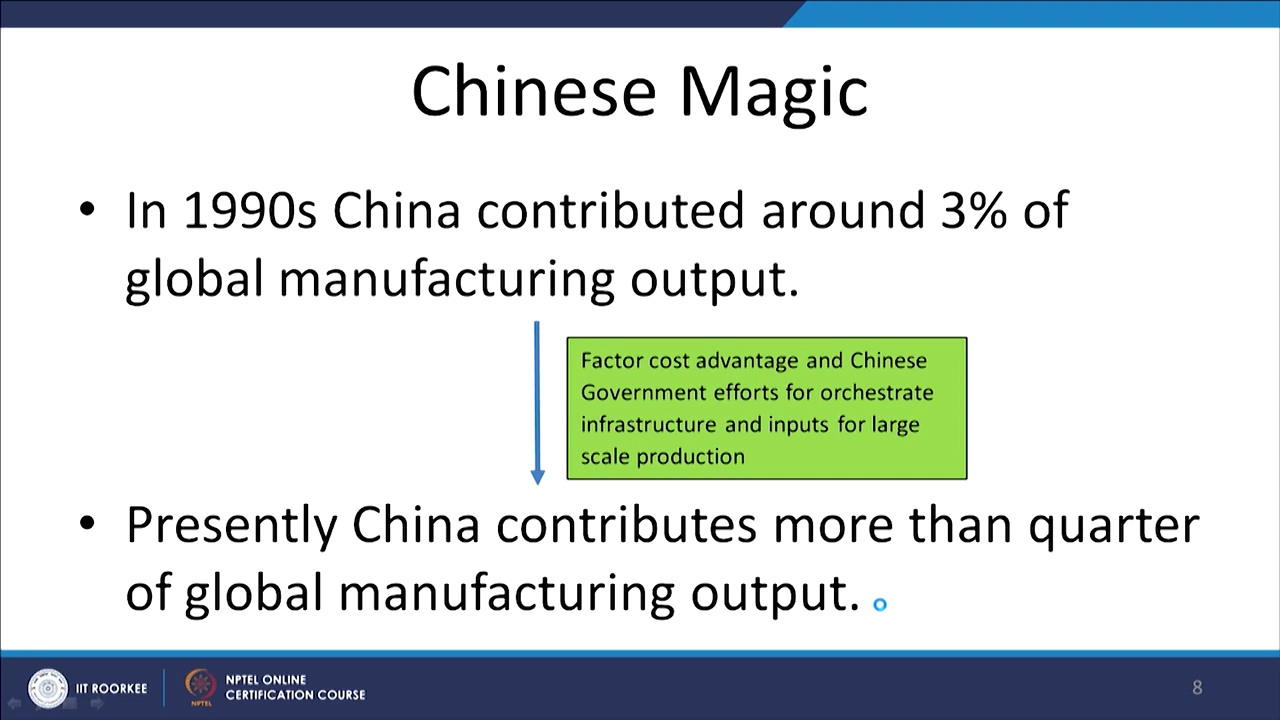 Chinese Magic
• In 1990s China contributed around 3% of
global manufacturing output.
Factor cost advantage and Chinese
Government efforts for orchestrate
infrastructure and inputs for large
scale production
• Presently China contributes more than quarter
of global manufacturing output.
IIT ROORKEE
NPTEL
NPTEL ONLINE
CERTIFICATION COURSE
8